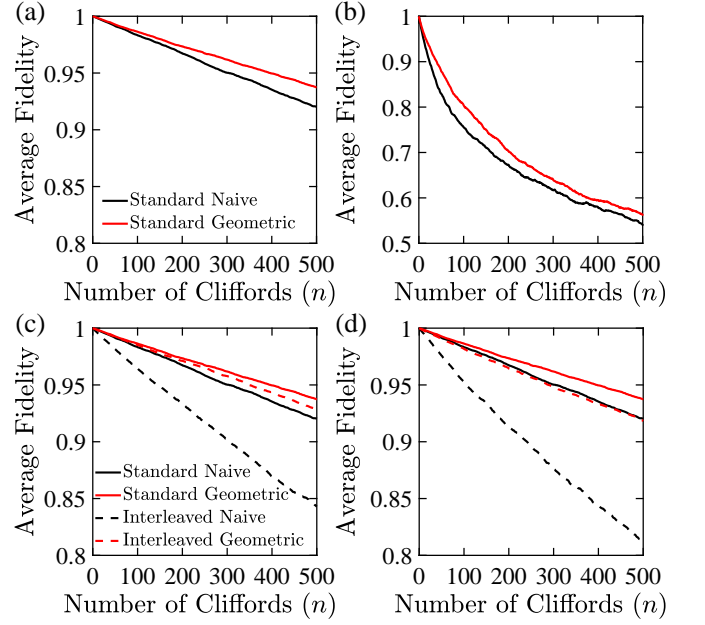 (a)
1
0.95
0.9
0.85
0.8
Average Fidelity
Standard Naive
Standard Geometric
0 100 200 300 400 500
Number of Cliffords (n)
(b)
1
0.9
0.8
0.7
0.6
0.5
Average Fidelity
0 100 200 300 400 500
Number of Cliffords (n)
(c)
1
0.95
0.9
0.85
0.8
Average Fidelity
Standard Naive
Standard Geometric
Interleaved Naive
Interleaved Geometric
0 100 200 300 400 500
Number of Cliffords (n)
(d)
1
0.95
0.9
0.85
0.8
Average Fidelity
0 100 200 300 400 500
Number of Cliffords (n)